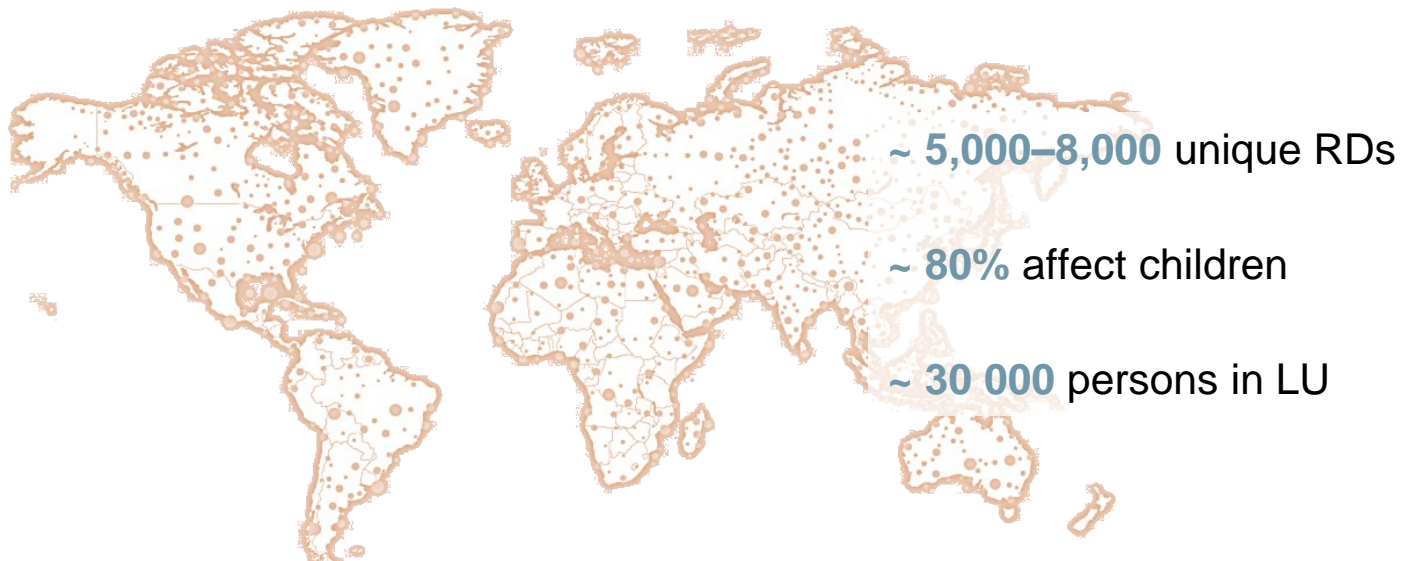 ~ 5,000–8,000 unique RDs
~ 80% affect children
~ 30 000 persons in LU